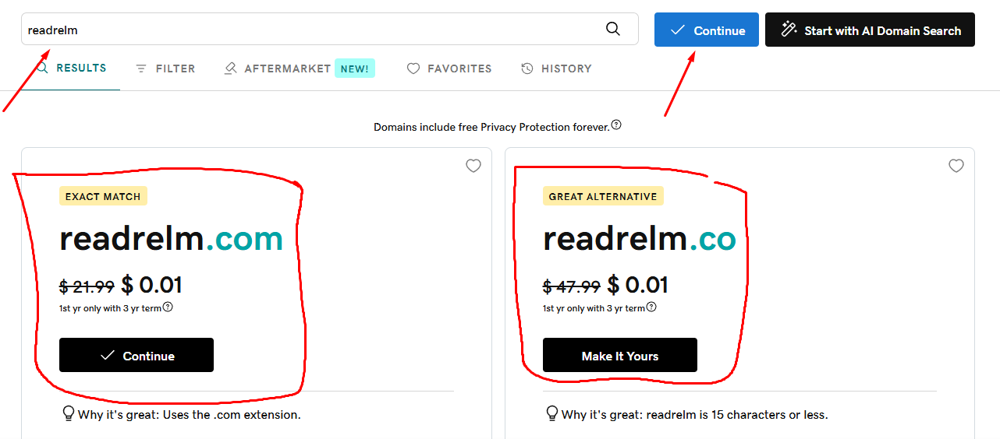 readrelm
Continue
Start with AI Domain Search
RESULTS
FILTER
AFTERMARKET NEW!
FAVORITES
HISTORY
Domains include free Privacy Protection forever.?
EXACT MATCH
readrelm.com
$ 21.99 $ 0.01
1st yr only with 3 yr term?
Continue
Why it's great: Uses the .com extension.
GREAT ALTERNATIVE
readrelm.co
$ 47.99 $ 0.01
1st yr only with 3 yr term?
Make It Yours
Why it's great: readrelm is 15 characters or less.